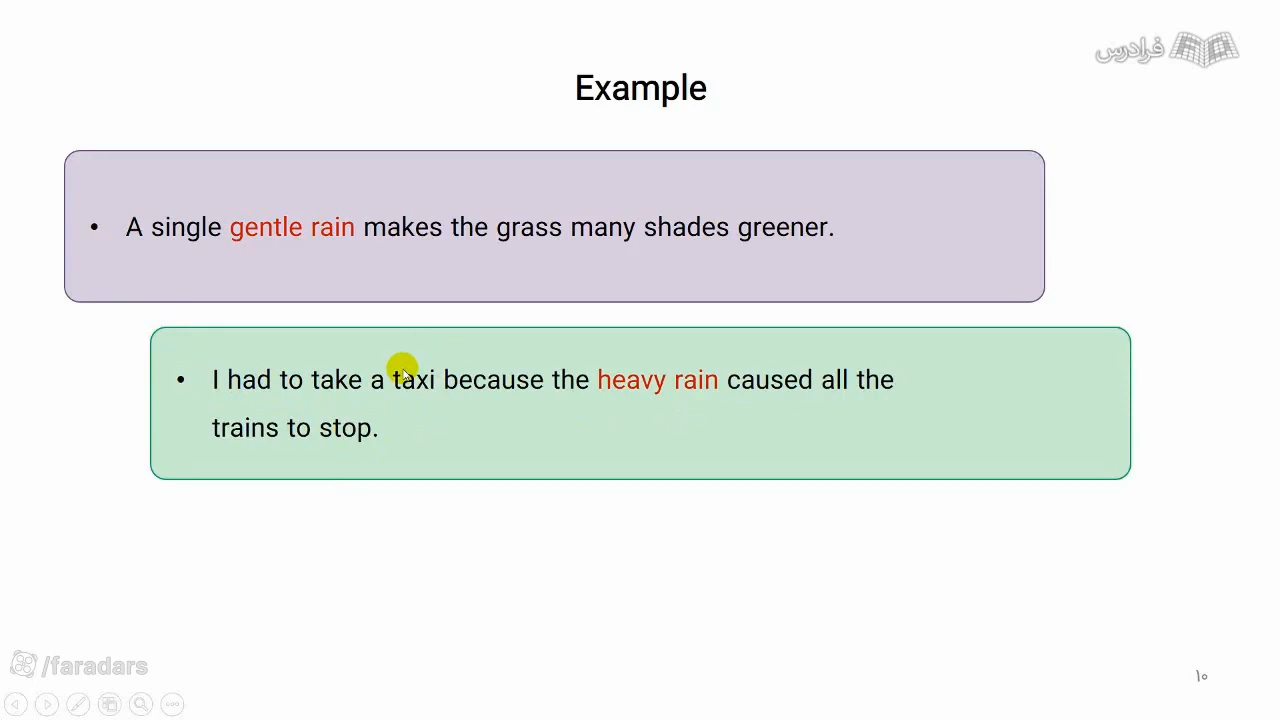 فرادرس
Example
• A single gentle rain makes the grass many shades greener.
• I had to take a taxi because the heavy rain caused all the
trains to stop.
/faradars
۱۰